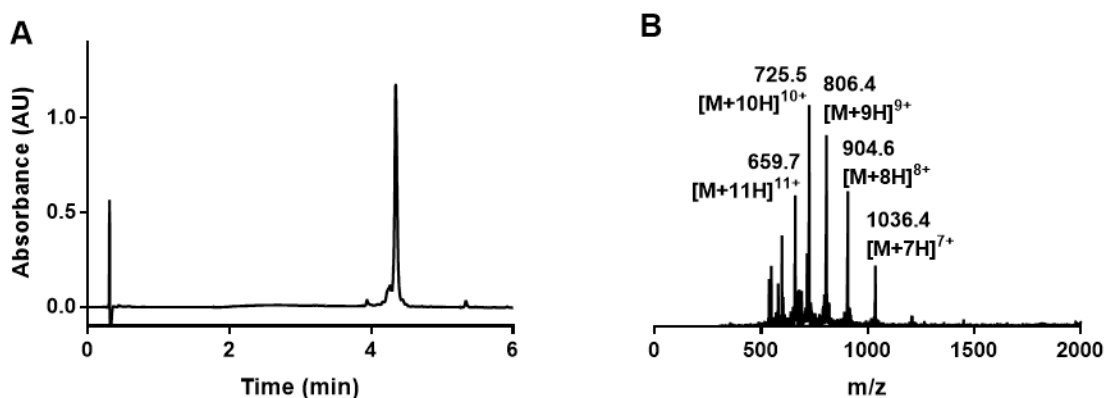 A
Absorbance (AU)
1.0
0.5
0.0
0 2 4 6
Time (min)
B
725.5
[M+10H]10+
806.4
[M+9H]9+
659.7
[M+11H]11+
904.6
[M+8H]8+
1036.4
[M+7H]7+
0 500 1000 1500 2000
m/z